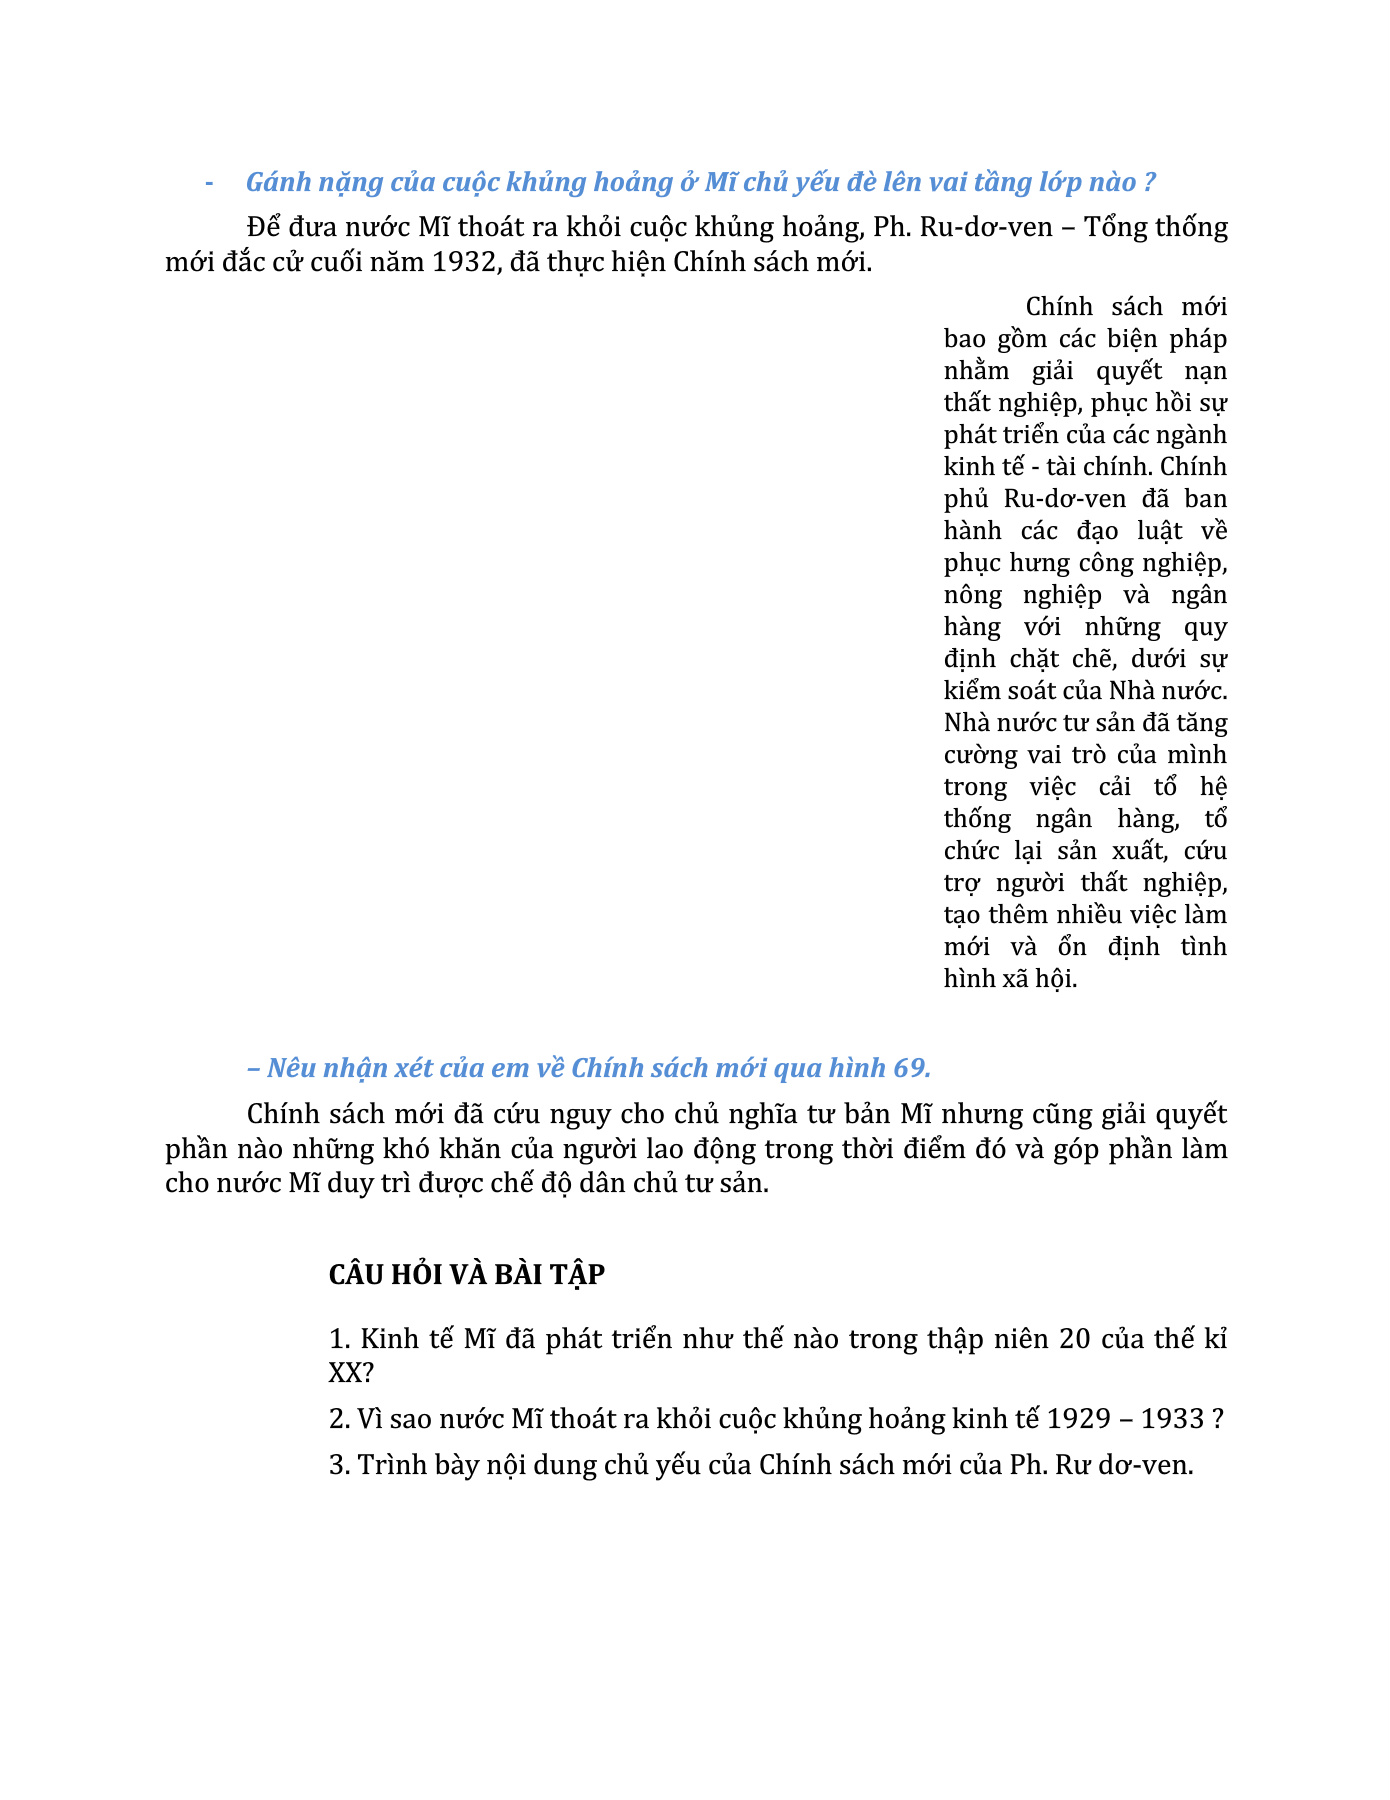 - Gánh nặng của cuộc khủng hoảng ở Mĩ chủ yếu đè lên vai tầng lớp nào ?
Để đưa nước Mĩ thoát ra khỏi cuộc khủng hoảng, Ph. Ru-dơ-ven – Tổng thống
mới đắc cử cuối năm 1932, đã thực hiện Chính sách mới.
Chính sách mới
bao gồm các biện pháp
nhằm giải quyết nạn
thất nghiệp, phục hồi sự
phát triển của các ngành
kinh tế - tài chính. Chính
phủ Ru-dơ-ven đã ban
hành các đạo luật về
phục hưng công nghiệp,
nông nghiệp và ngân
hàng với những quy
định chặt chẽ, dưới sự
kiểm soát của Nhà nước.
Nhà nước tư sản đã tăng
cường vai trò của mình
trong việc cải tổ hệ
thống ngân hàng, tổ
chức lại sản xuất, cứu
trợ người thất nghiệp,
tạo thêm nhiều việc làm
mới và ổn định tình
hình xã hội.
– Nêu nhận xét của em về Chính sách mới qua hình 69.
Chính sách mới đã cứu nguy cho chủ nghĩa tư bản Mĩ nhưng cũng giải quyết
phần nào những khó khăn của người lao động trong thời điểm đó và góp phần làm
cho nước Mĩ duy trì được chế độ dân chủ tư sản.
CÂU HỎI VÀ BÀI TẬP
1. Kinh tế Mĩ đã phát triển như thế nào trong thập niên 20 của thế kỉ
XX?
2. Vì sao nước Mĩ thoát ra khỏi cuộc khủng hoảng kinh tế 1929 – 1933 ?
3. Trình bày nội dung chủ yếu của Chính sách mới của Ph. Rư dơ-ven.